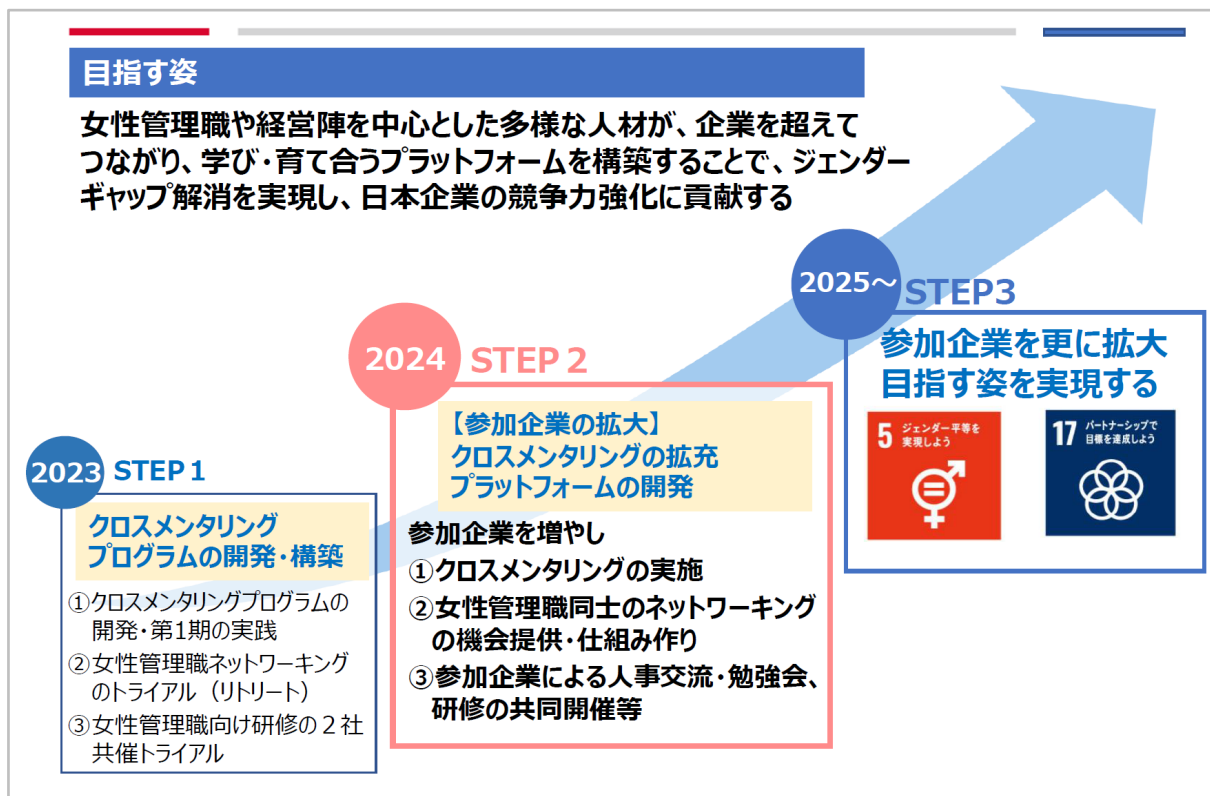 目指す姿
女性管理職や経営陣を中心とした多様な人材が、企業を超えて
つながり、学び・育て合うプラットフォームを構築することで、ジェンダー
ギャップ解消を実現し、日本企業の競争力強化に貢献する
2023 STEP１
クロスメンタリング
プログラムの開発・構築
①クロスメンタリングプログラムの
開発・第1期の実践
②女性管理職ネットワーキング
のトライアル（リトリート）
③女性管理職向け研修の２社
共催トライアル
2024 STEP２
【参加企業の拡大】
クロスメンタリングの拡充
プラットフォームの開発
参加企業を増やし
①クロスメンタリングの実施
②女性管理職同士のネットワーキング
の機会提供・仕組み作り
③参加企業による人事交流・勉強会、
研修の共同開催等
2025～ STEP3
参加企業を更に拡大
目指す姿を実現する
5 ジェンダー平等を
実現しよう
17 パートナーシップで
目標を達成しよう